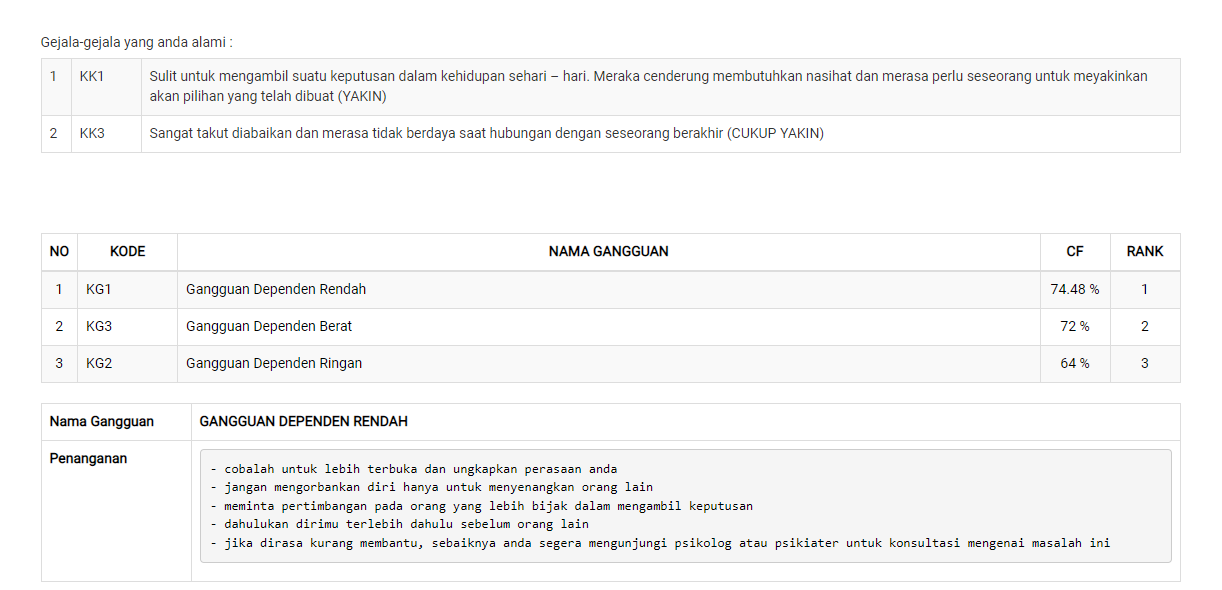 Gejala-gejala yang anda alami :
1 KK1 Sulit untuk mengambil suatu keputusan dalam kehidupan sehari – hari. Meraka cenderung membutuhkan nasihat dan merasa perlu seseorang untuk meyakinkan
akan pilihan yang telah dibuat (YAKIN)
2 KK3 Sangat takut diabaikan dan merasa tidak berdaya saat hubungan dengan seseorang berakhir (CUKUP YAKIN)
NO KODE NAMA GANGGUAN CF RANK
1 KG1 Gangguan Dependen Rendah 74.48 % 1
2 KG3 Gangguan Dependen Berat 72 % 2
3 KG2 Gangguan Dependen Ringan 64 % 3
Nama Gangguan GANGGUAN DEPENDEN RENDAH
Penanganan
- cobalah untuk lebih terbuka dan ungkapkan perasaan anda
- jangan mengorbankan diri hanya untuk menyenangkan orang lain
- meminta pertimbangan pada orang yang lebih bijak dalam mengambil keputusan
- dahulukan dirimu terlebih dahulu sebelum orang lain
- jika dirasa kurang membantu, sebaiknya anda segera mengunjungi psikolog atau psikiater untuk konsultasi mengenai masalah ini